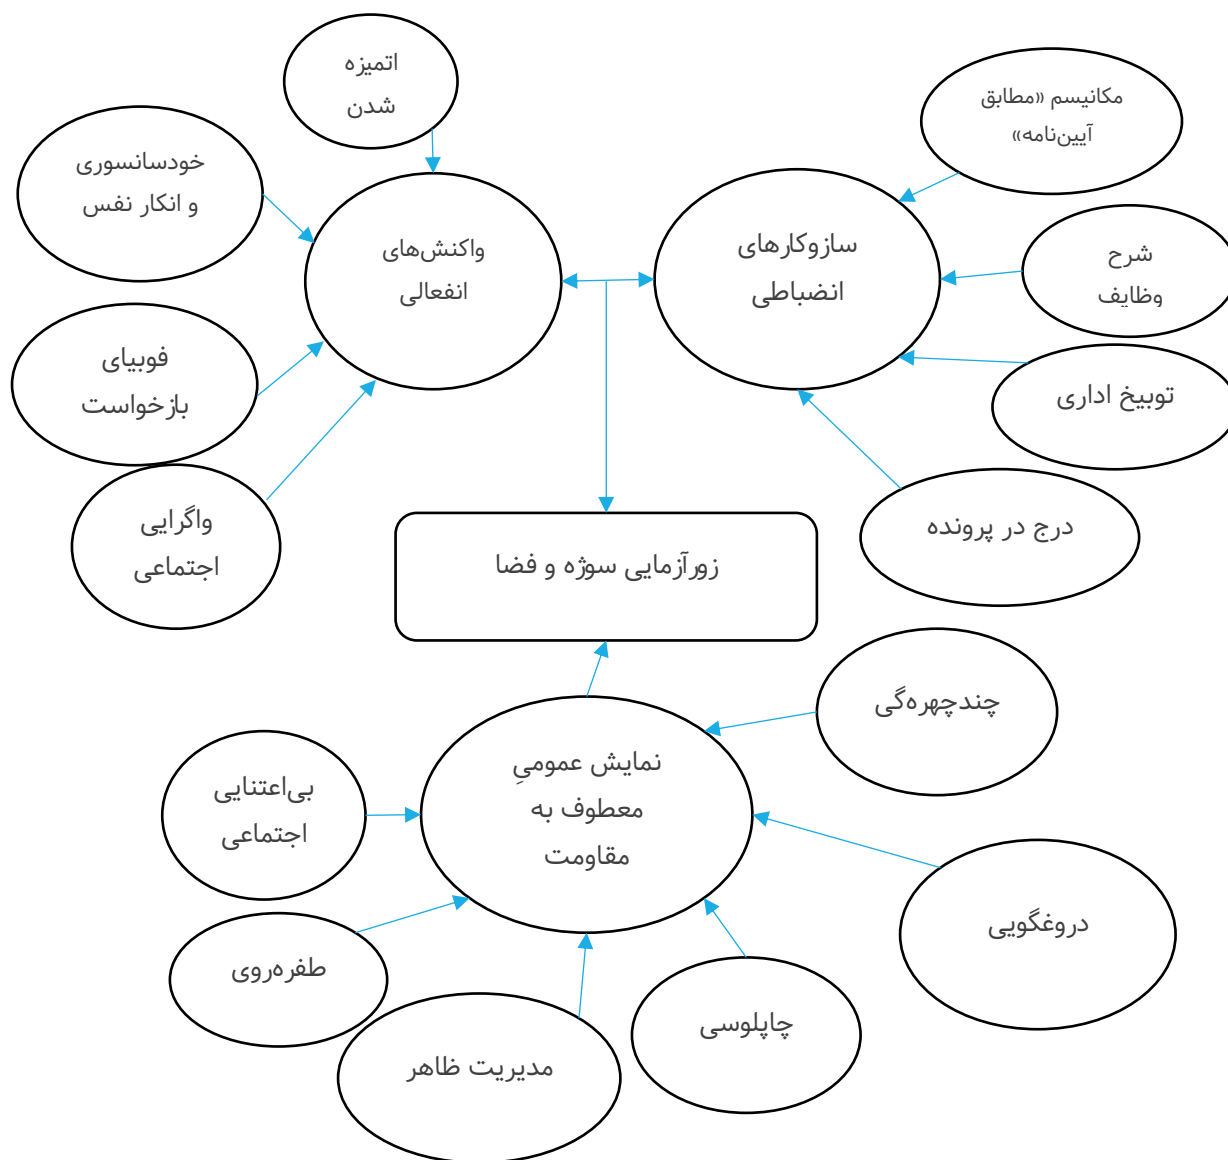 اتمیزه
شدن
مکانیسم «مطابق
آیین‌نامه»
خودسانسوری
و انکار نفس
واکنش‌های
انفعالی
سازوکارهای
انضباطی
شرح
وظایف
فوبیای
بازخواست
توبیخ اداری
واگرایی
اجتماعی
درج در پرونده
زورآزمایی سوژه و فضا
چندچهره‌گی
نمایش عمومیِ
معطوف به
مقاومت
بی‌اعتنایی
اجتماعی
دروغگویی
طفره‌روی
چاپلوسی
مدیریت ظاهر